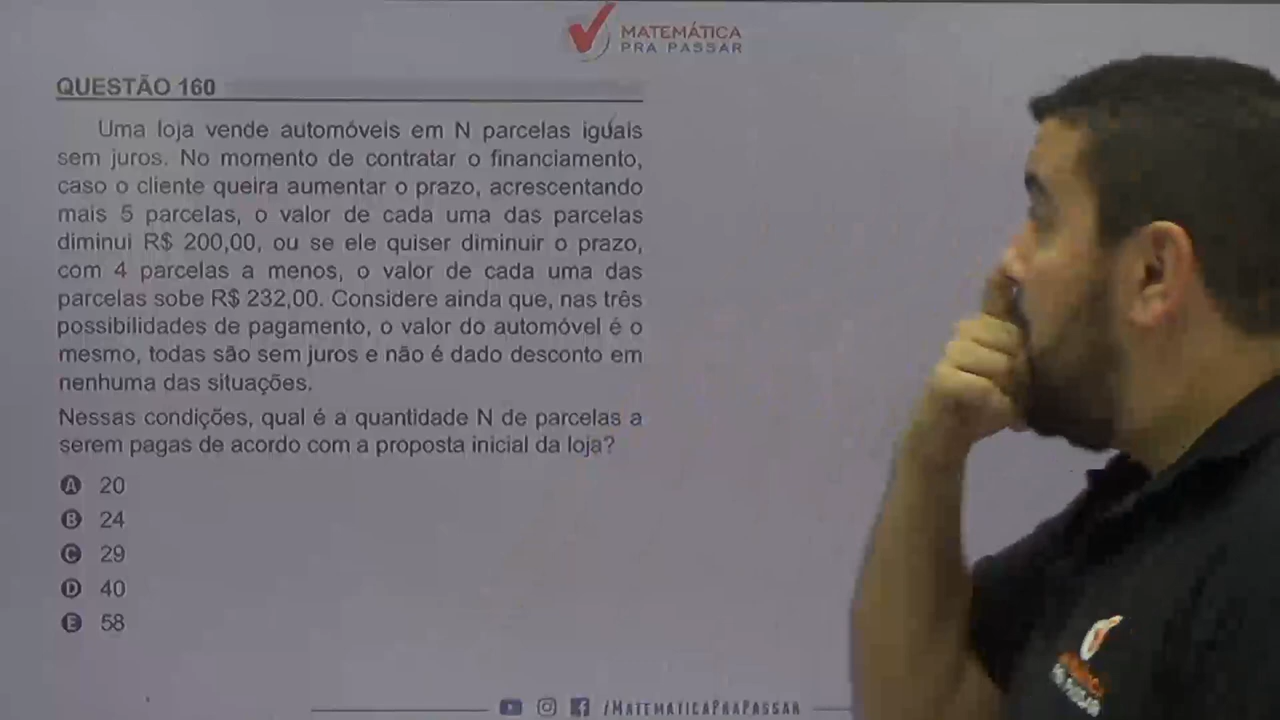 MATEMÁTICA
PRA PASSAR
QUESTÃO 160
Uma loja vende automóveis em N parcelas iguais
sem juros. No momento de contratar o financiamento,
caso o cliente queira aumentar o prazo, acrescentando
mais 5 parcelas, o valor de cada uma das parcelas
diminui R$ 200,00, ou se ele quiser diminuir o prazo,
com 4 parcelas a menos, o valor de cada uma das
parcelas sobe R$ 232,00. Considere ainda que, nas três
possibilidades de pagamento, o valor do automóvel é o
mesmo, todas são sem juros e não é dado desconto em
nenhuma das situações.
Nessas condições, qual é a quantidade N de parcelas a
serem pagas de acordo com a proposta inicial da loja?
A 20
B 24
C 29
D 40
E 58
/MATEMATICAPRAPASSAR